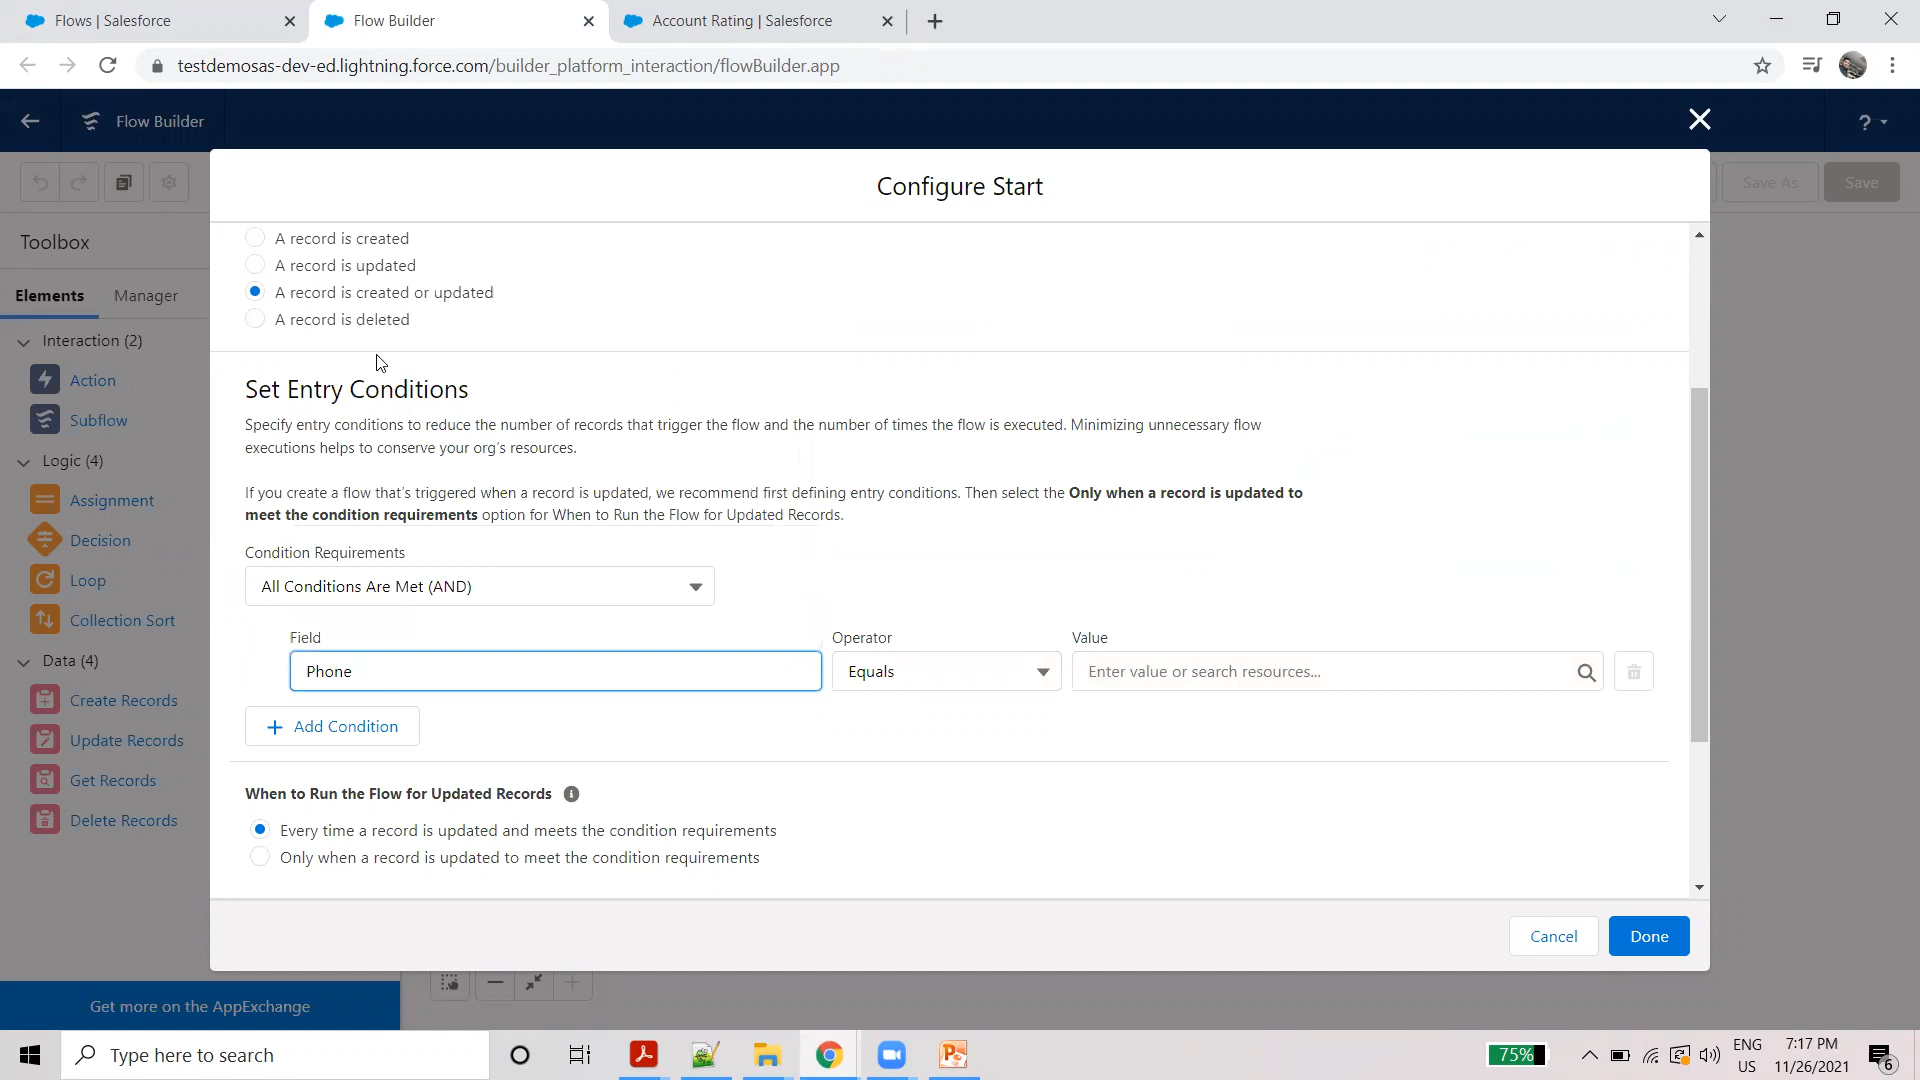 Flows | Salesforce
Flow Builder
Account Rating | Salesforce
testdemosas-dev-ed.lightning.force.com/builder_platform_interaction/flowBuilder.app
Flow Builder
?
Configure Start
Save As
Save
Toolbox
Elements
Manager
Interaction (2)
Action
Subflow
Logic (4)
Assignment
Decision
Loop
Collection Sort
Data (4)
Create Records
Update Records
Get Records
Delete Records
Get more on the AppExchange
A record is created
A record is updated
A record is created or updated
A record is deleted
Set Entry Conditions
Specify entry conditions to reduce the number of records that trigger the flow and the number of times the flow is executed. Minimizing unnecessary flow
executions helps to conserve your org's resources.
If you create a flow that's triggered when a record is updated, we recommend first defining entry conditions. Then select the Only when a record is updated to
meet the condition requirements option for When to Run the Flow for Updated Records.
Condition Requirements
All Conditions Are Met (AND)
Field
Operator
Value
Phone
Equals
Enter value or search resources...
Add Condition
When to Run the Flow for Updated Records
Every time a record is updated and meets the condition requirements
Only when a record is updated to meet the condition requirements
Cancel
Done
Type here to search
75%
ENG
US
7:17 PM
11/26/2021
6